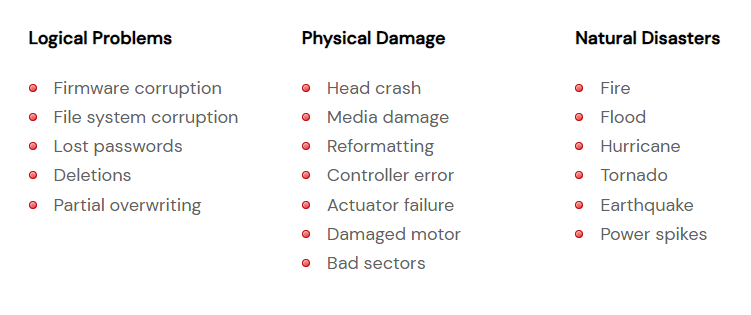 Logical Problems
Firmware corruption
File system corruption
Lost passwords
Deletions
Partial overwriting
Physical Damage
Head crash
Media damage
Reformatting
Controller error
Actuator failure
Damaged motor
Bad sectors
Natural Disasters
Fire
Flood
Hurricane
Tornado
Earthquake
Power spikes